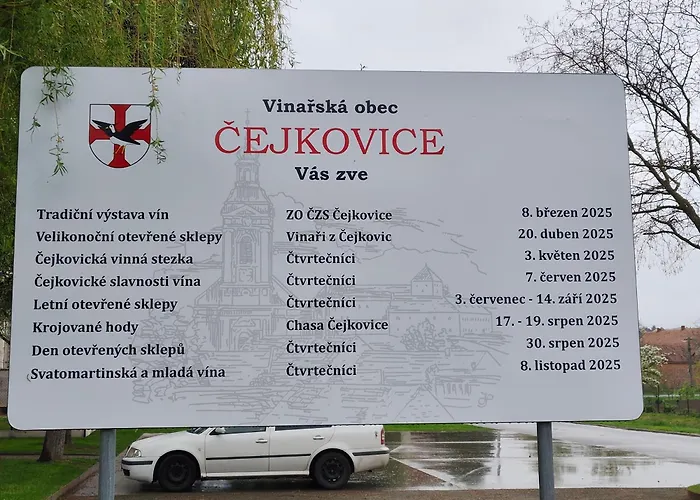 Vinařská obec
ČEJKOVICE
Vás zve
Tradiční výstava vín ZO ČZS Čejkovice 8. březen 2025
Velikonoční otevřené sklepy Vinaři z Čejkovic 20. duben 2025
Čejkovická vinná stezka Čtvrtečníci 3. květen 2025
Čejkovické slavnosti vína Čtvrtečníci 7. červen 2025
Letní otevřené sklepy Čtvrtečníci 3. červenec - 14. září 2025
Krojované hody Chasa Čejkovice 17. - 19. srpen 2025
Den otevřených sklepů Čtvrtečníci 30. srpen 2025
Svatomartinská a mladá vína Čtvrtečníci 8. listopad 2025